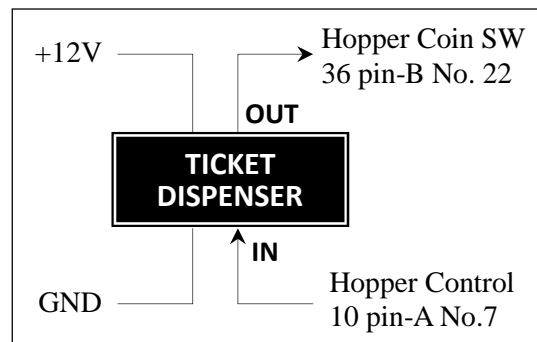 +12V
Hopper Coin SW
36 pin-B No. 22
OUT
TICKET
DISPENSER
IN
GND
Hopper Control
10 pin-A No.7